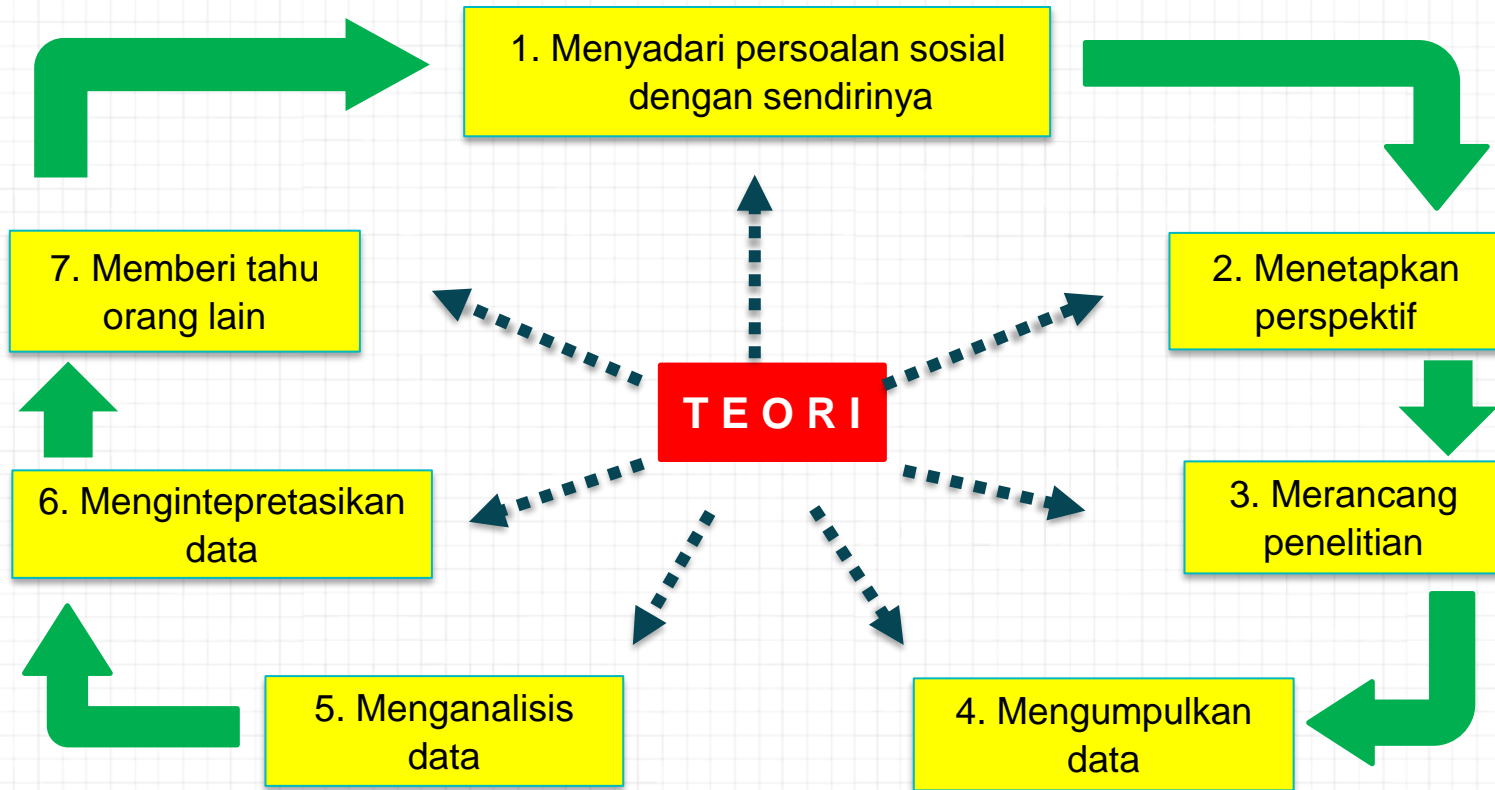 1. Menyadari persoalan sosial
dengan sendirinya
2. Menetapkan
perspektif
3. Merancang
penelitian
4. Mengumpulkan
data
5. Menganalisis
data
6. Mengintepretasikan
data
7. Memberi tahu
orang lain
T E O R I